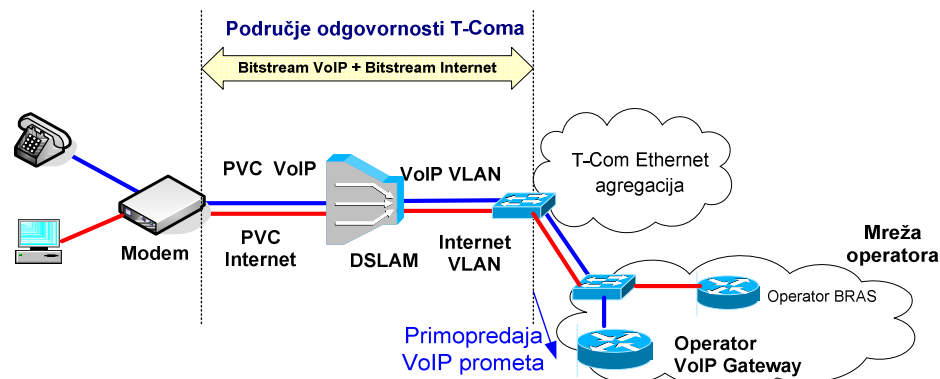 Područje odgovornosti T-Coma
Bitstream VoIP + Bitstream Internet
T-Com Ethernet
agregacija
PVC VoIP
VoIP VLAN
Modem
PVC
Internet
DSLAM
Internet
VLAN
Mreža
operatora
Operator BRAS
Primopredaja
VoIP prometa
Operator
VoIP Gateway